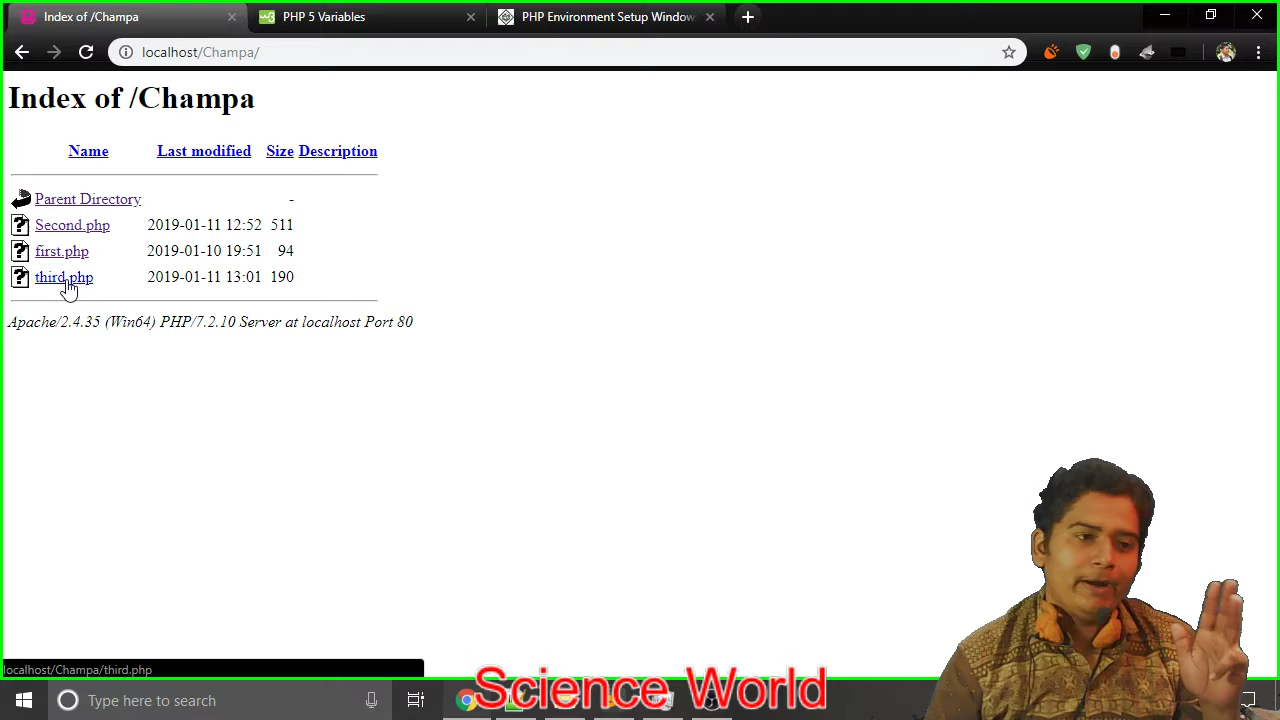 Index of /Champa
PHP 5 Variables
PHP Environment Setup Window
localhost/Champa/
Index of /Champa
Name Last modified Size Description
Parent Directory -
Second.php 2019-01-11 12:52 511
first.php 2019-01-10 19:51 94
third.php 2019-01-11 13:01 190
Apache/2.4.35 (Win64) PHP/7.2.10 Server at localhost Port 80
localhost/Champa/third.php
Type here to search
Science World